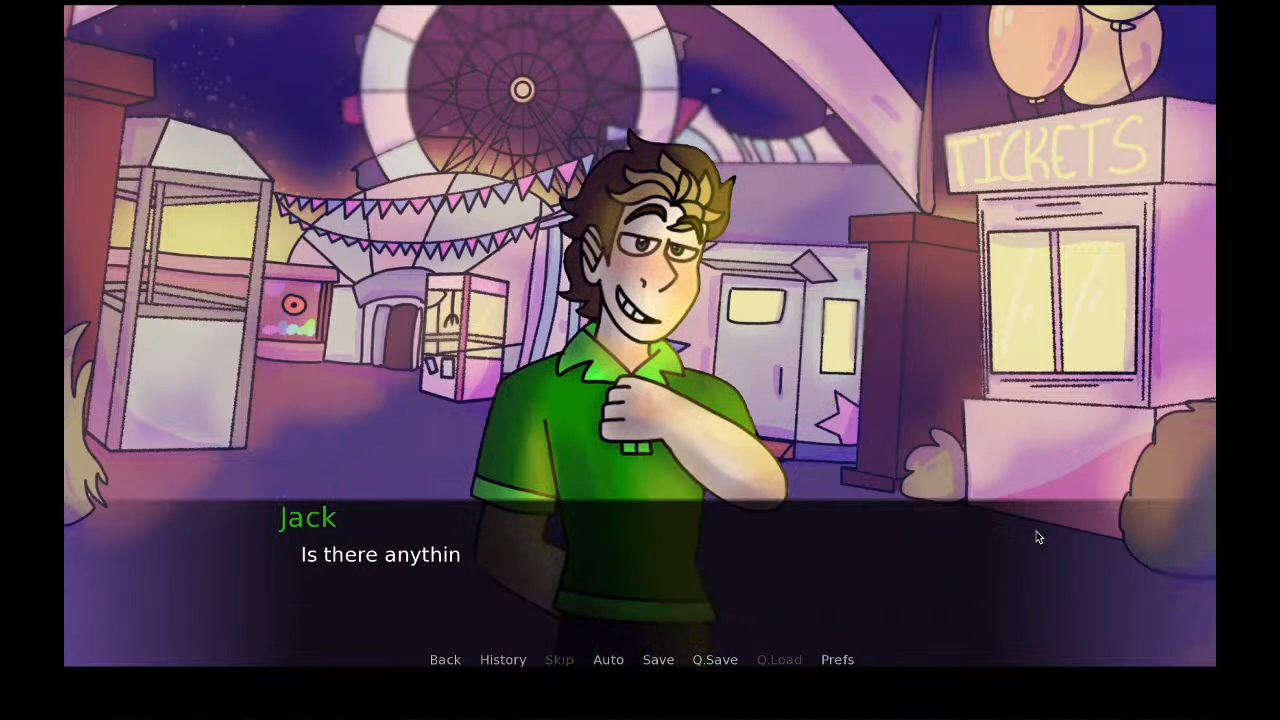 TICKETS
Jack
Is there anythin
Back History Skip Auto Save Q.Save Q.Load Prefs